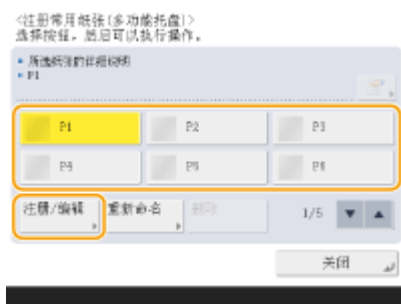 <注册常用纸张(多功能托盘)>
选择按钮，然后可以执行操作。
▪ 所选纸张的详细说明
▪ P1
P1 P2 P3
P4 P5 P6
注册/编辑 重新命名 删除 1/5 ▼ ▲
关闭